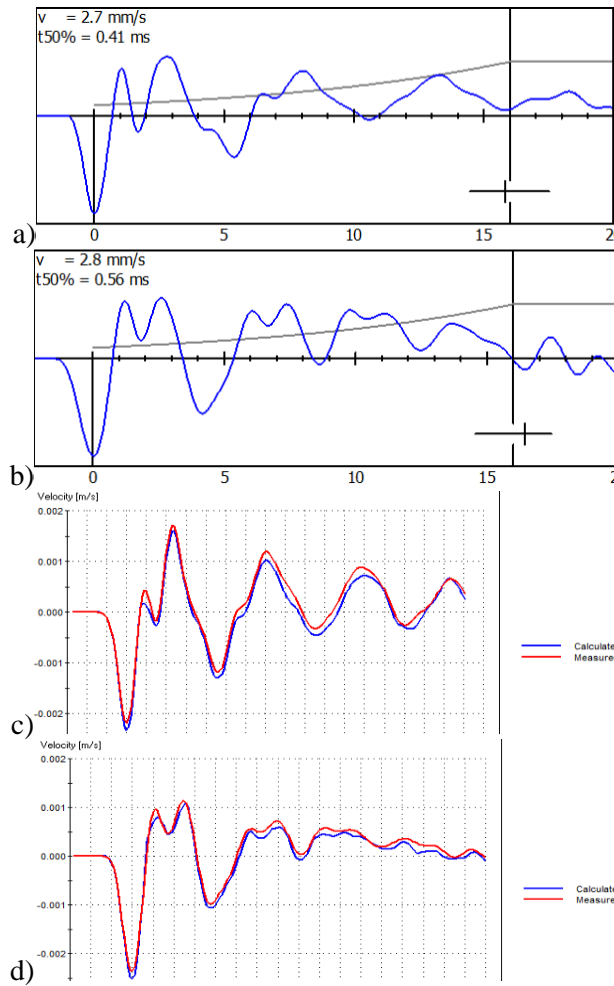 v = 2.7 mm/s
t50% = 0.41 ms
a)
0 5 10 15 2
v = 2.8 mm/s
t50% = 0.56 ms
b)
0 5 10 15 2
Velocity [m/s]
0.002
0.001
0.000
-0.001
-0.002
Calculate
Measure
c)
Velocity [m/s]
0.002
0.001
0.000
-0.001
-0.002
Calculate
Measure
d)